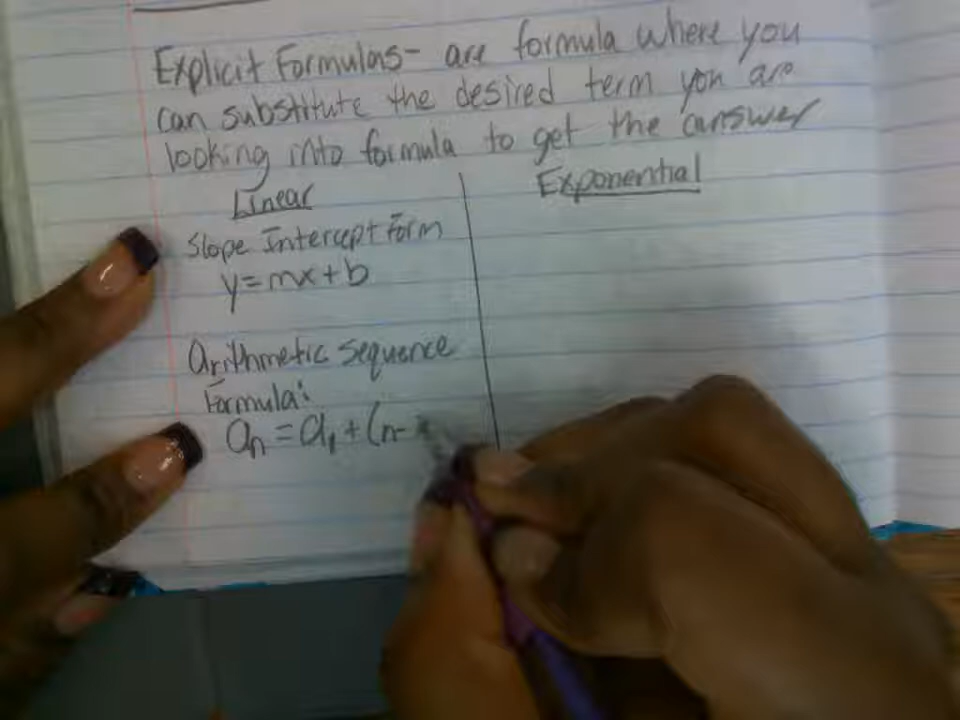 Explicit Formulas- are formula where you
can substitute the desired term you are
looking into formula to get the answer
Linear
Slope Intercept Form
y=mx+b
Arithmetic Sequence
Formula:
an = a1 + (n-
Exponential